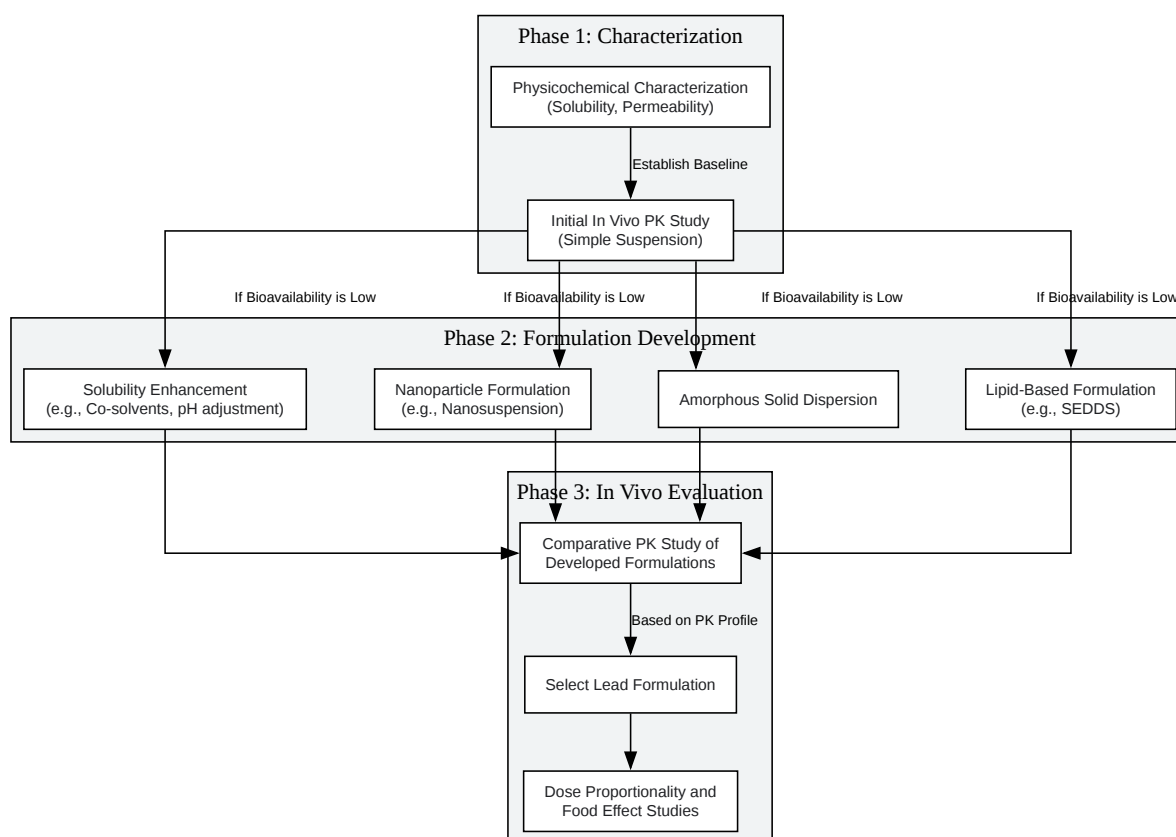 Phase 1: Characterization
Physicochemical Characterization
(Solubility, Permeability)
Establish Baseline
Initial In Vivo PK Study
(Simple Suspension)
If Bioavailability is Low
If Bioavailability is Low
If Bioavailability is Low
If Bioavailability is Low
Phase 2: Formulation Development
Solubility Enhancement
(e.g., Co-solvents, pH adjustment)
Nanoparticle Formulation
(e.g., Nanosuspension)
Amorphous Solid Dispersion
Lipid-Based Formulation
(e.g., SEDDS)
Phase 3: In Vivo Evaluation
Comparative PK Study of
Developed Formulations
Based on PK Profile
Select Lead Formulation
Dose Proportionality and
Food Effect Studies